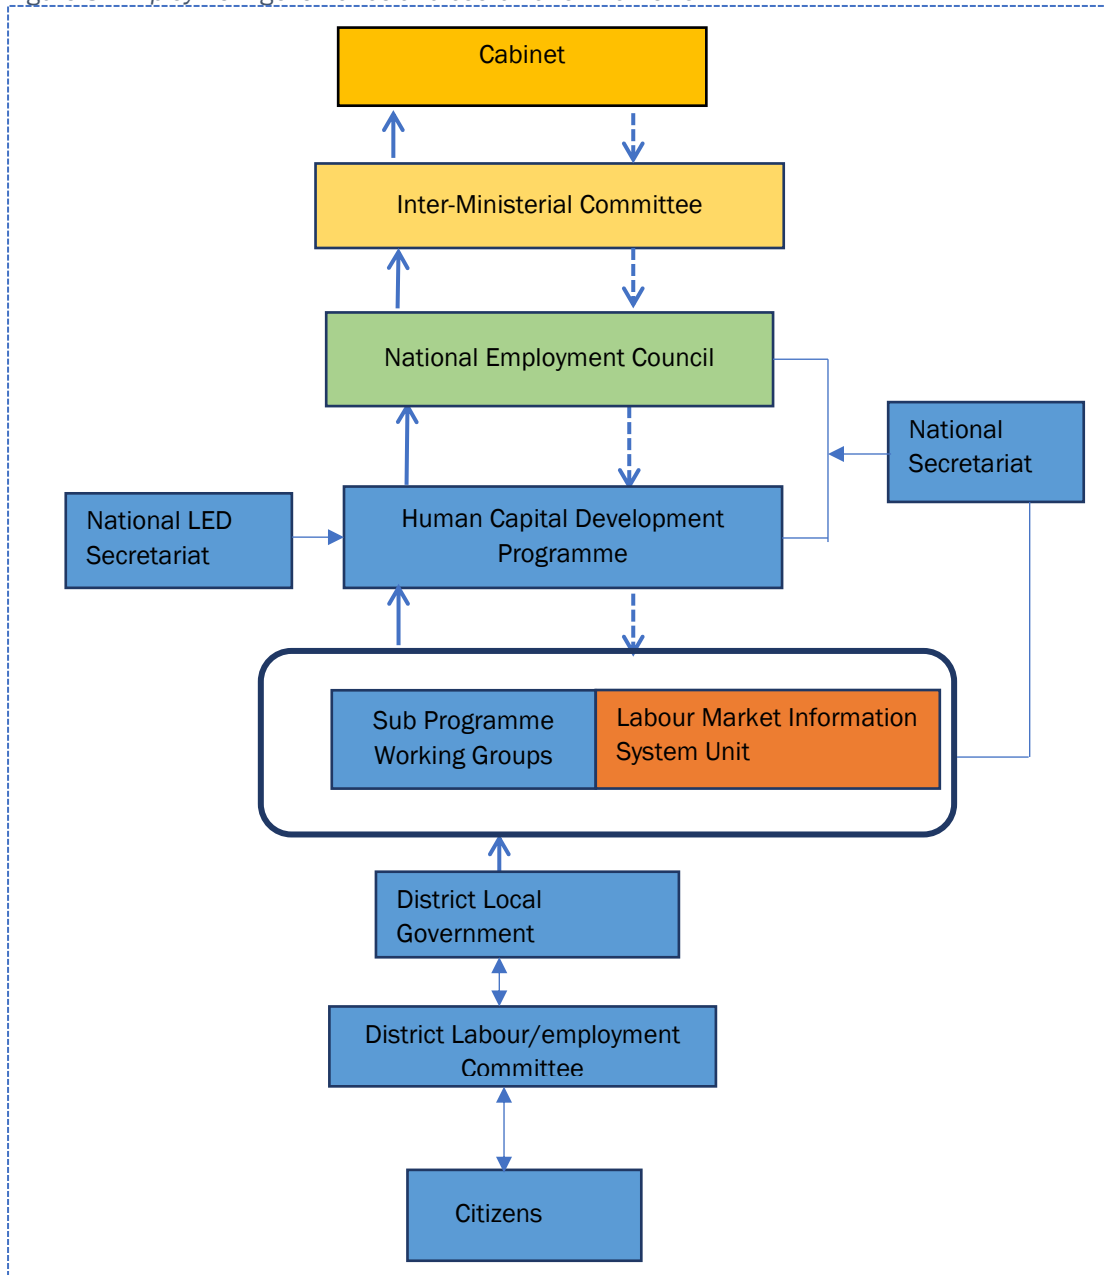 Cabinet
Inter-Ministerial Committee
National Employment Council
National
Secretariat
National LED
Secretariat
Human Capital Development
Programme
Sub Programme
Working Groups
Labour Market Information
System Unit
District Local
Government
District Labour/employment
Committee
Citizens